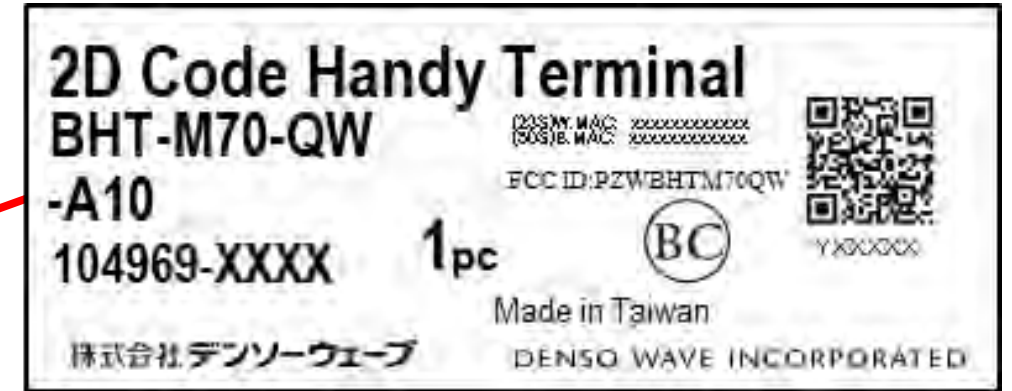 2D Code Handy Terminal
BHT-M70-QW
(23S)W. MAC: xxxxxxxxxxxx
(50S)B. MAC: xxxxxxxxxxxx
-A10
FCC ID:PZWBHTM70QW
104969-XXXX
1pc
BC
YXXXXXX
Made in Taiwan
株式会社デンソーウェーブ
DENSO WAVE INCORPORATED